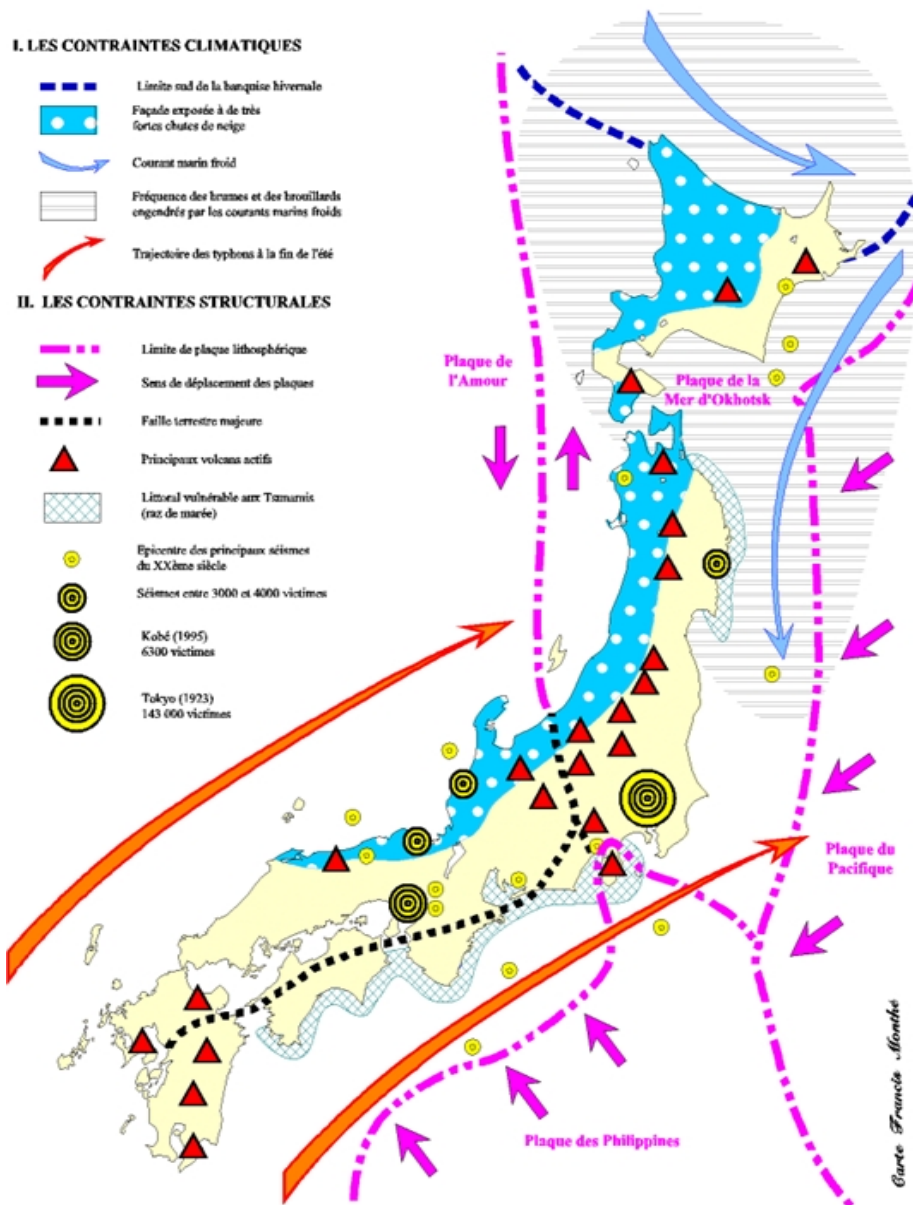 I. LES CONTRAINTES CLIMATIQUES
Limite sud de la banquise hivernale
Façade exposée à de très
fortes chutes de neige
Courant marin froid
Fréquence des brumes et des brouillards
engendrés par les courants marins froids
Trajectoire des typhons à la fin de l'été
II. LES CONTRAINTES STRUCTURALES
Limite de plaque lithosphérique
Sens de déplacement des plaques
Faille terrestre majeure
Principaux volcans actifs
Littoral vulnérable aux Tsunamis
(raz de marée)
Epicentre des principaux séismes
du XXème siècle
Séismes entre 3000 et 4000 victimes
Kobé (1995)
6300 victimes
Tokyo (1923)
143 000 victimes
Plaque de
l'Amour
Plaque de la
Mer d'Okhotsk
Plaque du
Pacifique
Plaque des Philippines
Carte Francis Monthé